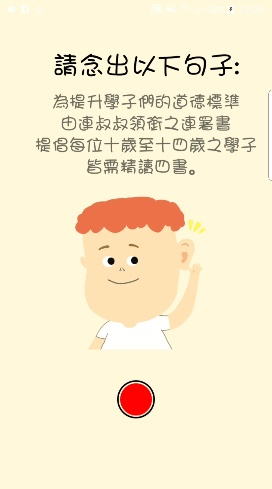 請念出以下句子:
為提升學子們的道德標準
由連叔叔領銜之連署書
提倡每位十歲至十四歲之學子
皆需精讀四書。